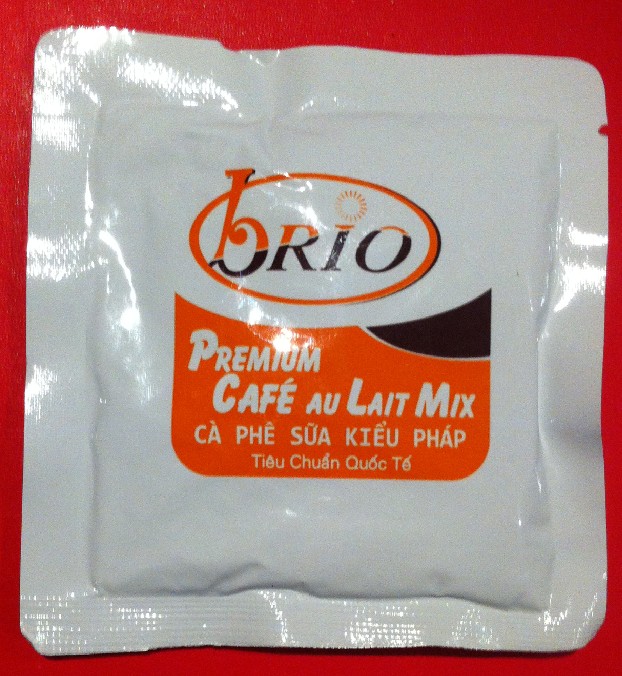 brio
PREMIUM
CAFÉ AU LAIT MIX
CÀ PHÊ SỮA KIỂU PHÁP
Tiêu Chuẩn Quốc Tế